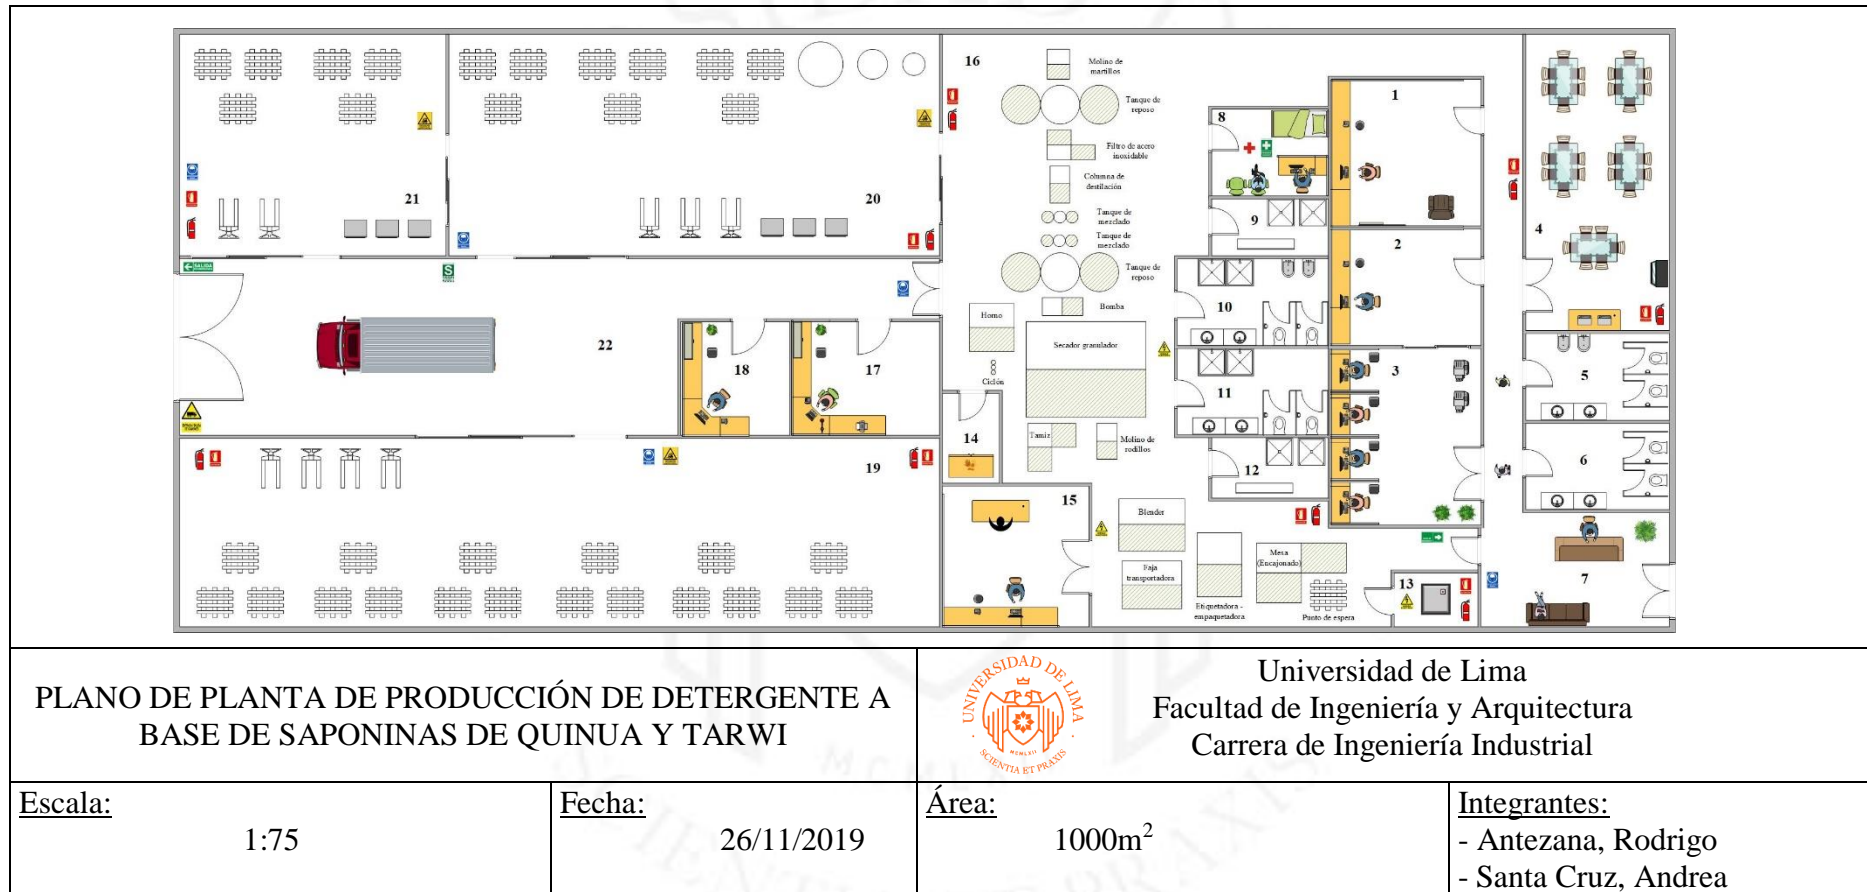 16
Molino de
martillos
Tanque de
reposo
Filtro de acero
inoxidable
Columna de
destilación
Tanque de
mezclado
Tanque de
mezclado
Tanque de
reposo
Bomba
Horno
Secador granulador
Ciclón
Tamiz
Molino de
rodillos
Blender
Faja
transportadora
Etiquetadora -
empaquetadora
Mesa
(Encajonado)
Punto de espera
1
2
3
4
5
6
7
8
9
10
11
12
13
14
15
17
18
19
20
21
22
SALIDA
S
PLANO DE PLANTA DE PRODUCCIÓN DE DETERGENTE A
BASE DE SAPONINAS DE QUINUA Y TARWI
UNIVERSIDAD DE LIMA
SCIENTIA ET PRAXIS
MCMLXII
Universidad de Lima
Facultad de Ingeniería y Arquitectura
Carrera de Ingeniería Industrial
Escala:
1:75
Fecha:
26/11/2019
Área:
1000m²
Integrantes:
- Antezana, Rodrigo
- Santa Cruz, Andrea